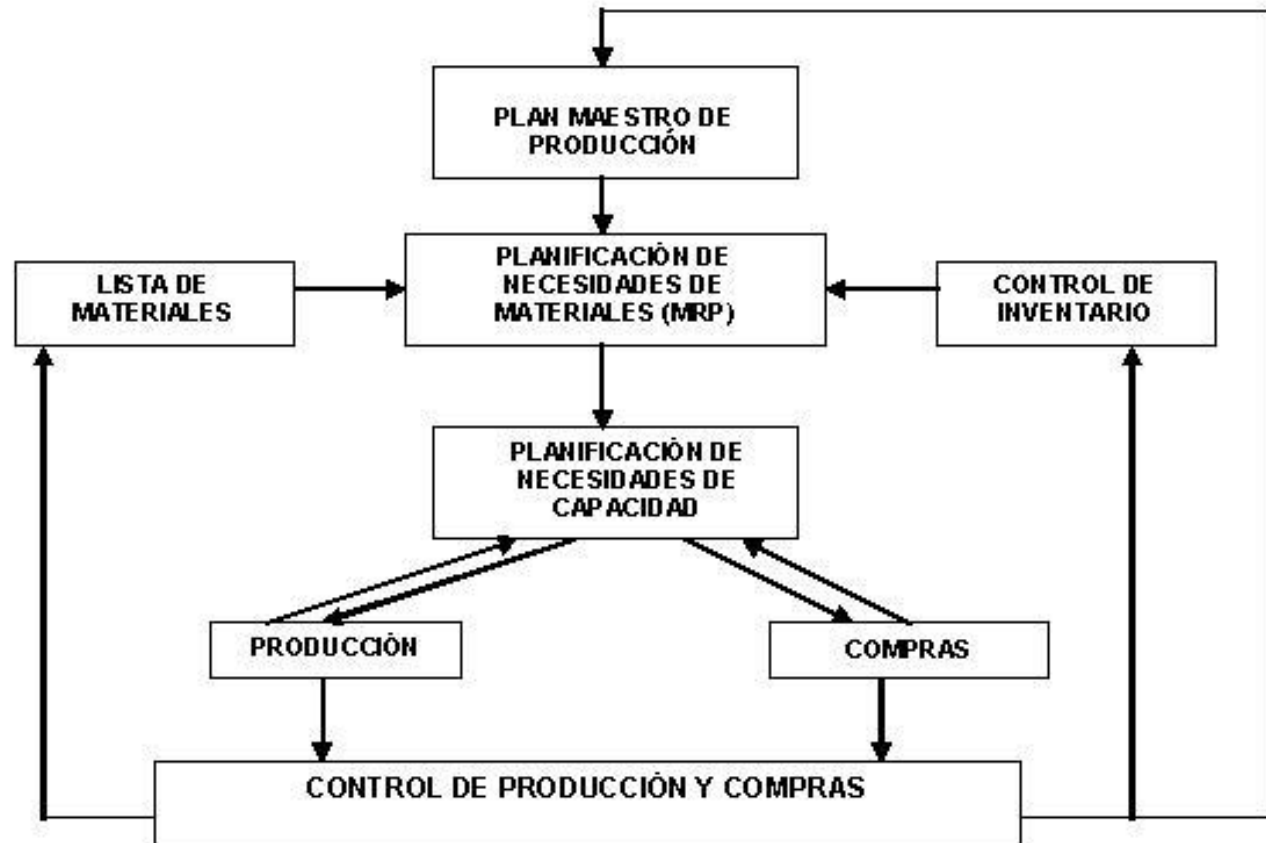 PLAN MAESTRO DE
PRODUCCIÓN
LISTA DE
MATERIALES
PLANIFICACIÓN DE
NECESIDADES DE
MATERIALES (MRP)
CONTROL DE
INVENTARIO
PLANIFICACIÓN DE
NECESIDADES DE
CAPACIDAD
PRODUCCIÓN
COMPRAS
CONTROL DE PRODUCCIÓN Y COMPRAS